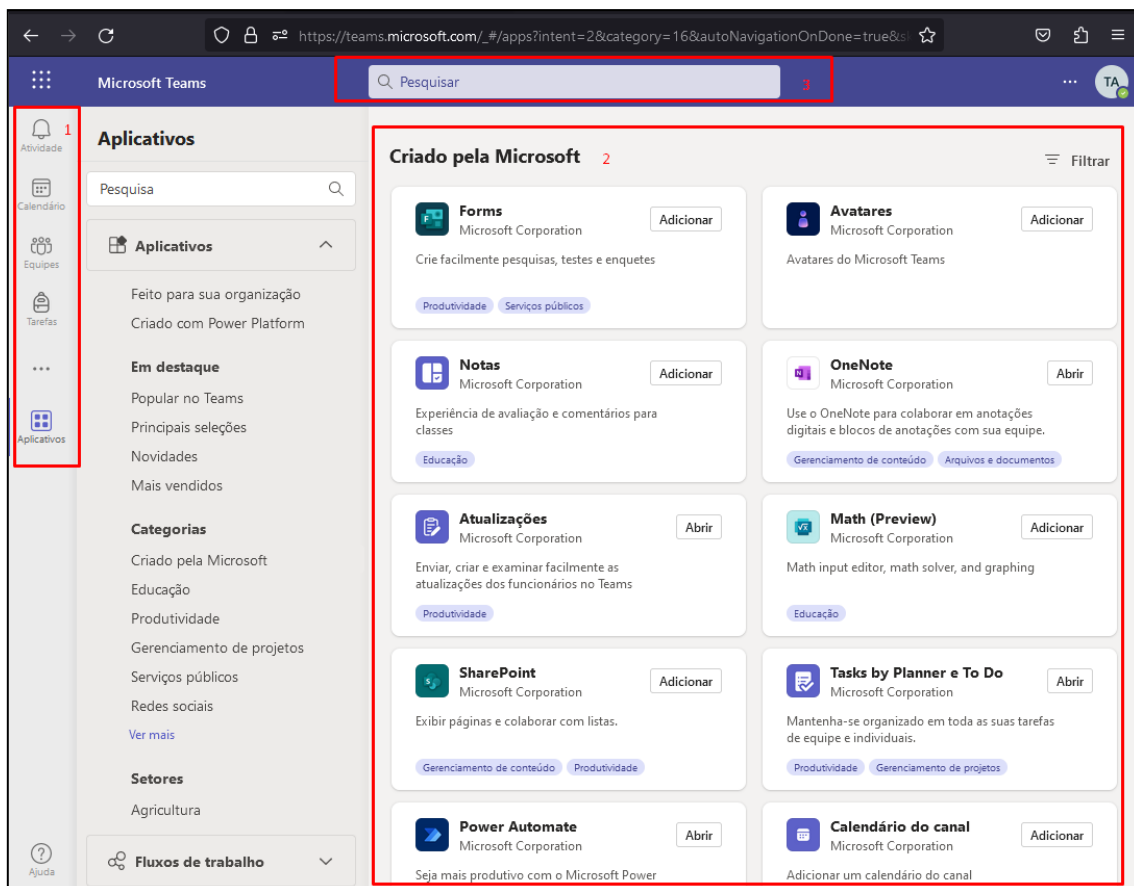 https://teams.microsoft.com/_#/apps?intent=2&category=16&autoNavigationOnDone=true&sl
Microsoft Teams
Pesquisar
3
TA
1
Atividade
Calendário
Equipes
Tarefas
Aplicativos
Ajuda
Aplicativos
Pesquisa
Aplicativos
Feito para sua organização
Criado com Power Platform
Em destaque
Popular no Teams
Principais seleções
Novidades
Mais vendidos
Categorias
Criado pela Microsoft
Educação
Produtividade
Gerenciamento de projetos
Serviços públicos
Redes sociais
Ver mais
Setores
Agricultura
Fluxos de trabalho
Criado pela Microsoft 2
Filtrar
Forms
Microsoft Corporation
Adicionar
Crie facilmente pesquisas, testes e enquetes
Produtividade Serviços públicos
Avatares
Microsoft Corporation
Adicionar
Avatares do Microsoft Teams
Notas
Microsoft Corporation
Adicionar
Experiência de avaliação e comentários para
classes
Educação
OneNote
Microsoft Corporation
Abrir
Use o OneNote para colaborar em anotações
digitais e blocos de anotações com sua equipe.
Gerenciamento de conteúdo Arquivos e documentos
Atualizações
Microsoft Corporation
Abrir
Enviar, criar e examinar facilmente as
atualizações dos funcionários no Teams
Produtividade
Math (Preview)
Microsoft Corporation
Adicionar
Math input editor, math solver, and graphing
Educação
SharePoint
Microsoft Corporation
Adicionar
Exibir páginas e colaborar com listas.
Gerenciamento de conteúdo Produtividade
Tasks by Planner e To Do
Microsoft Corporation
Abrir
Mantenha-se organizado em toda as suas tarefas
de equipe e individuais.
Produtividade Gerenciamento de projetos
Power Automate
Microsoft Corporation
Abrir
Seja mais produtivo com o Microsoft Power
Calendário do canal
Microsoft Corporation
Adicionar
Adicionar um calendário do canal